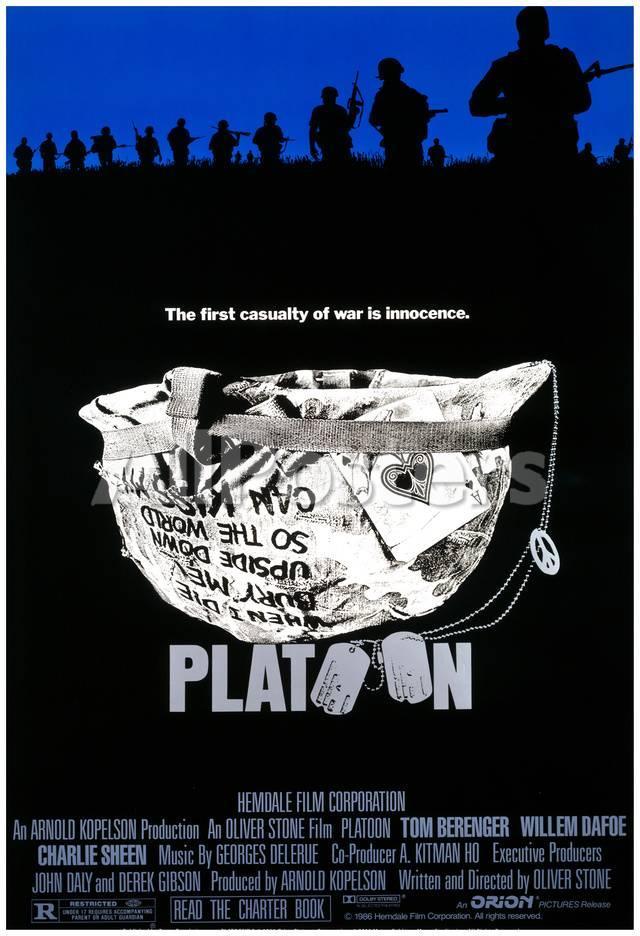 The first casualty of war is innocence.
AllPosters
WHEN I DIE
BURY ME
UPSIDE DOWN
SO THE WORLD
CAN KISS MY
PLATOON
HEMDALE FILM CORPORATION
An ARNOLD KOPELSON Production An OLIVER STONE Film PLATOON TOM BERENGER WILLEM DAFOE
CHARLIE SHEEN Music By GEORGES DELERUE Co-Producer A. KITMAN HO Executive Producers
JOHN DALY and DEREK GIBSON Produced by ARNOLD KOPELSON Written and Directed by OLIVER STONE
R RESTRICTED
UNDER 17 REQUIRES ACCOMPANYING
PARENT OR ADULT GUARDIAN
READ THE CHARTER BOOK
DOLBY STEREO
IN SELECTED THEATRES
An ORION PICTURES Release
© 1986 Hemdale Film Corporation. All rights reserved.